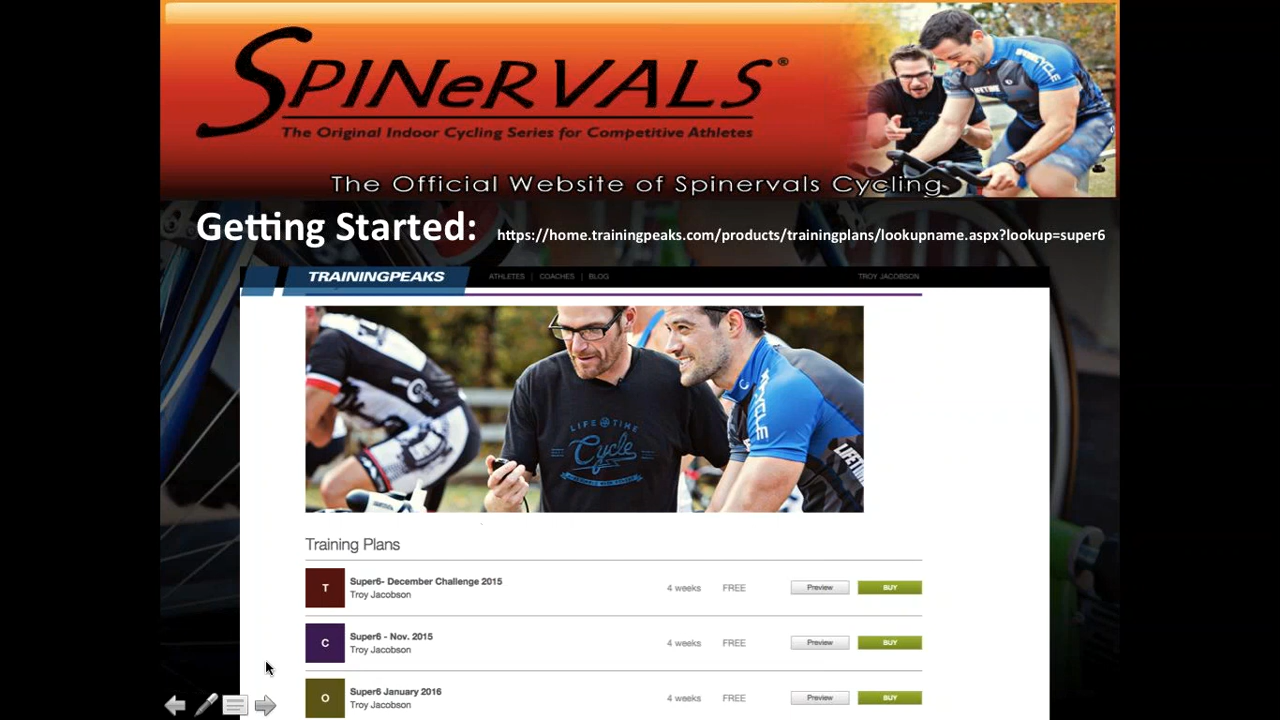 SPINeRVALS®
The Original Indoor Cycling Series for Competitive Athletes
The Official Website of Spinervals Cycling
Getting Started: https://home.trainingpeaks.com/products/trainingplans/lookupname.aspx?lookup=super6
TRAININGPEAKS ATHLETES | COACHES | BLOG TROY JACOBSON
LIFE TIME
Cycle
Training Plans
T Super6- December Challenge 2015 4 weeks FREE Preview BUY
Troy Jacobson
C Super6 - Nov. 2015 4 weeks FREE Preview BUY
Troy Jacobson
O Super6 January 2016 4 weeks FREE Preview BUY
Troy Jacobson